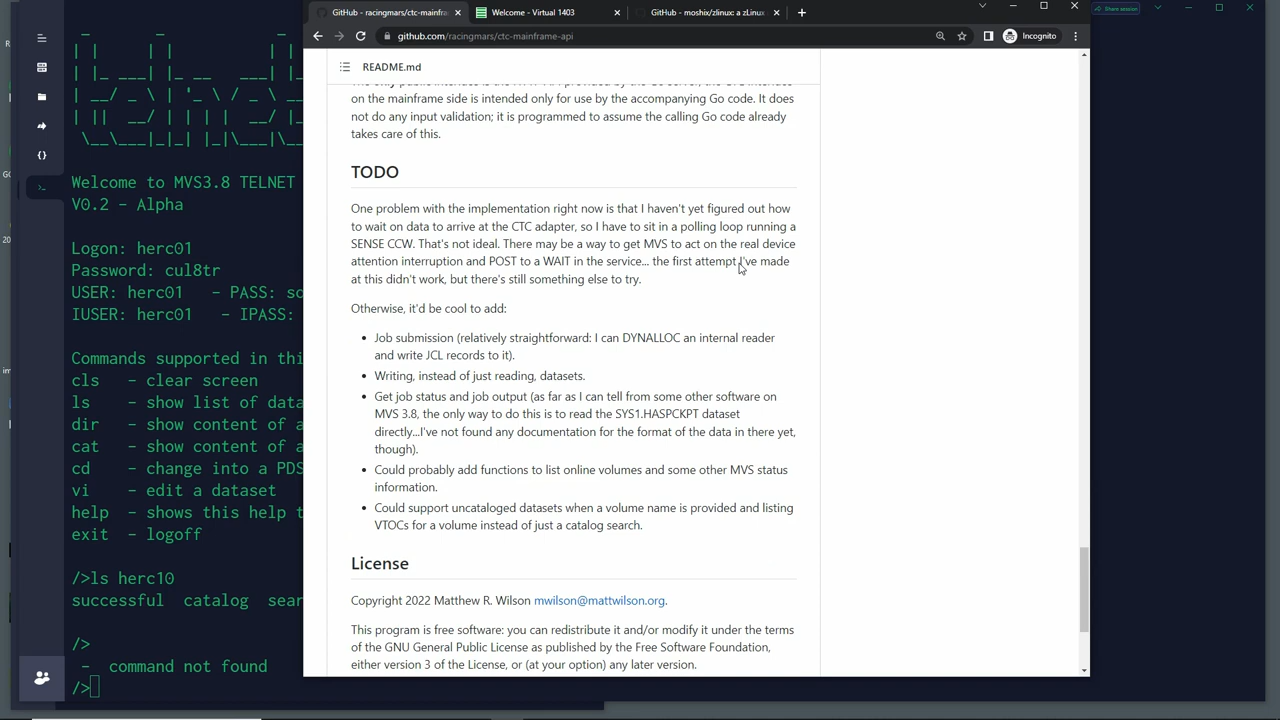 GitHub - racingmars/ctc-mainfra
Welcome - Virtual 1403
GitHub - moshix/zlinux: a zLinux
Share session
github.com/racingmars/ctc-mainframe-api
Incognito
README.md
on the mainframe side is intended only for use by the accompanying Go code. It does
not do any input validation; it is programmed to assume the calling Go code already
takes care of this.
TODO
One problem with the implementation right now is that I haven't yet figured out how
to wait on data to arrive at the CTC adapter, so I have to sit in a polling loop running a
SENSE CCW. That's not ideal. There may be a way to get MVS to act on the real device
attention interruption and POST to a WAIT in the service... the first attempt I've made
at this didn't work, but there's still something else to try.
Otherwise, it'd be cool to add:
• Job submission (relatively straightforward: I can DYNALLOC an internal reader
and write JCL records to it).
• Writing, instead of just reading, datasets.
• Get job status and job output (as far as I can tell from some other software on
MVS 3.8, the only way to do this is to read the SYS1.HASPCKPT dataset
directly...I've not found any documentation for the format of the data in there yet,
though).
• Could probably add functions to list online volumes and some other MVS status
information.
• Could support uncataloged datasets when a volume name is provided and listing
VTOCs for a volume instead of just a catalog search.
License
Copyright 2022 Matthew R. Wilson mwilson@mattwilson.org.
This program is free software: you can redistribute it and/or modify it under the terms
of the GNU General Public License as published by the Free Software Foundation,
either version 3 of the License, or (at your option) any later version.
Welcome to MVS3.8 TELNET
V0.2 - Alpha
Logon: herc01
Password: cul8tr
USER: herc01 - PASS: so
IUSER: herc01 - IPASS:
Commands supported in thi
cls - clear screen
ls - show list of data
dir - show content of a
cat - show content of a
cd - change into a PDS
vi - edit a dataset
help - shows this help t
exit - logoff
/>ls herc10
successful catalog sear
/>
- command not found
/>